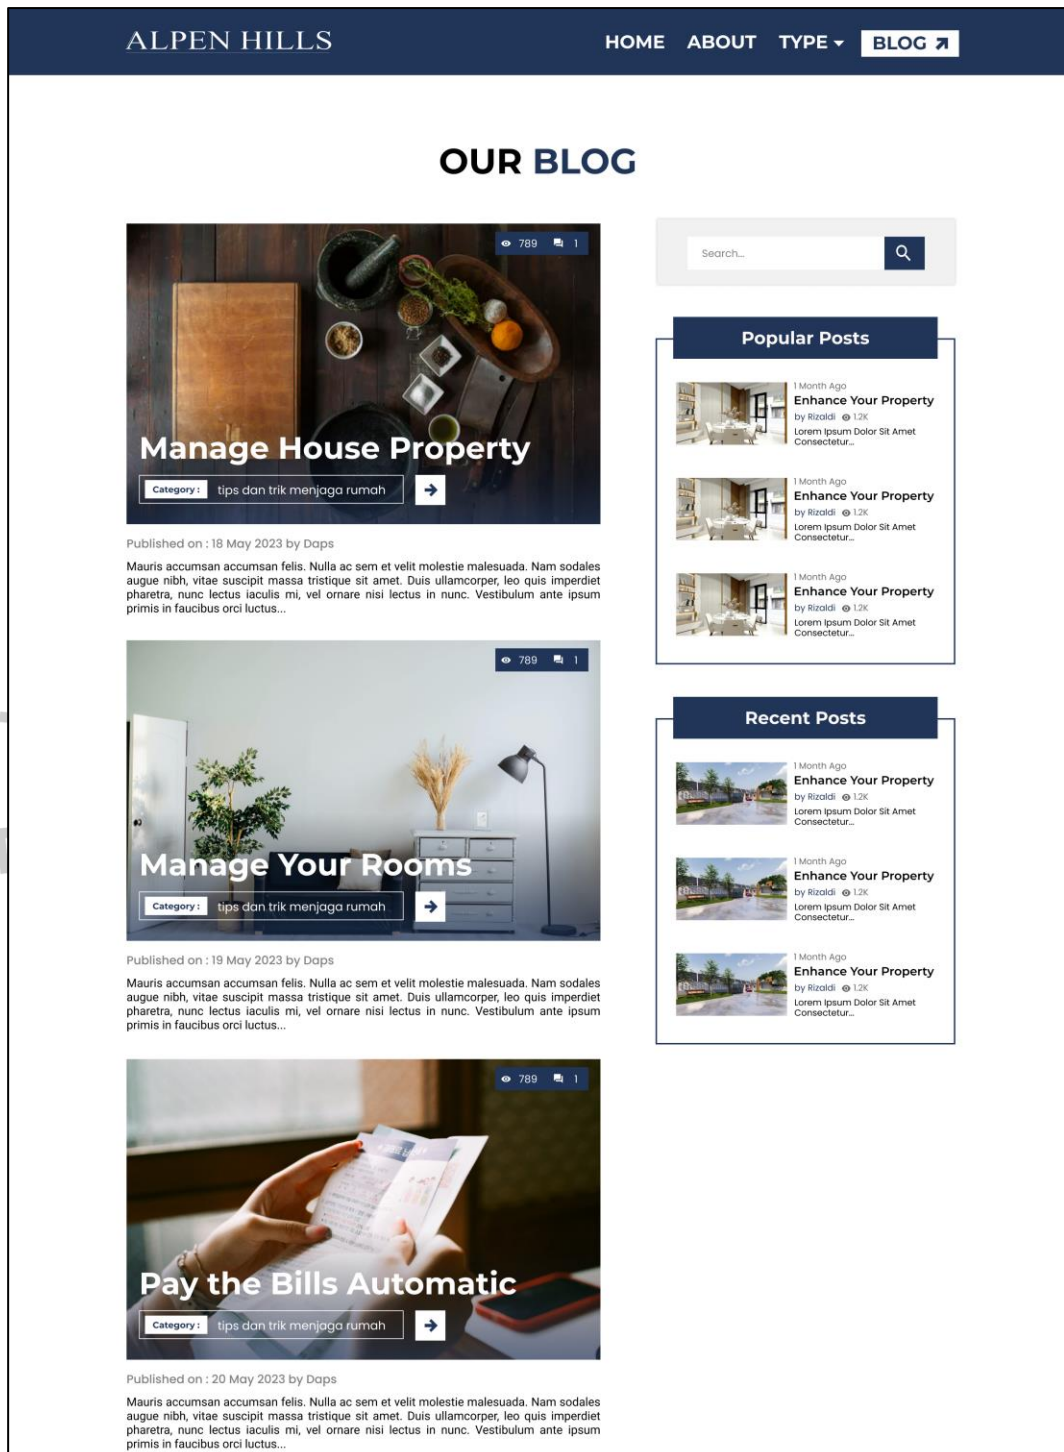 ALPEN HILLS
HOME ABOUT TYPE BLOG
OUR BLOG
789 1
Manage House Property
Category : tips dan trik menjaga rumah
Published on : 18 May 2023 by Daps
Mauris accumsan accumsan felis. Nulla ac sem et velit molestie malesuada. Nam sodales
augue nibh, vitae suscipit massa tristique sit amet. Duis ullamcorper, leo quis imperdiet
pharetra, nunc lectus iaculis mi, vel ornare nisi lectus in nunc. Vestibulum ante ipsum
primis in faucibus orci luctus...
789 1
Manage Your Rooms
Category : tips dan trik menjaga rumah
Published on : 19 May 2023 by Daps
Mauris accumsan accumsan felis. Nulla ac sem et velit molestie malesuada. Nam sodales
augue nibh, vitae suscipit massa tristique sit amet. Duis ullamcorper, leo quis imperdiet
pharetra, nunc lectus iaculis mi, vel ornare nisi lectus in nunc. Vestibulum ante ipsum
primis in faucibus orci luctus...
789 1
Pay the Bills Automatic
Category : tips dan trik menjaga rumah
Published on : 20 May 2023 by Daps
Mauris accumsan accumsan felis. Nulla ac sem et velit molestie malesuada. Nam sodales
augue nibh, vitae suscipit massa tristique sit amet. Duis ullamcorper, leo quis imperdiet
pharetra, nunc lectus iaculis mi, vel ornare nisi lectus in nunc. Vestibulum ante ipsum
primis in faucibus orci luctus...
Search...
Popular Posts
1 Month Ago
Enhance Your Property
by Rizaldi 1.2K
Lorem Ipsum Dolor Sit Amet
Consectetur...
1 Month Ago
Enhance Your Property
by Rizaldi 1.2K
Lorem Ipsum Dolor Sit Amet
Consectetur...
1 Month Ago
Enhance Your Property
by Rizaldi 1.2K
Lorem Ipsum Dolor Sit Amet
Consectetur...
Recent Posts
1 Month Ago
Enhance Your Property
by Rizaldi 1.2K
Lorem Ipsum Dolor Sit Amet
Consectetur...
1 Month Ago
Enhance Your Property
by Rizaldi 1.2K
Lorem Ipsum Dolor Sit Amet
Consectetur...
1 Month Ago
Enhance Your Property
by Rizaldi 1.2K
Lorem Ipsum Dolor Sit Amet
Consectetur...